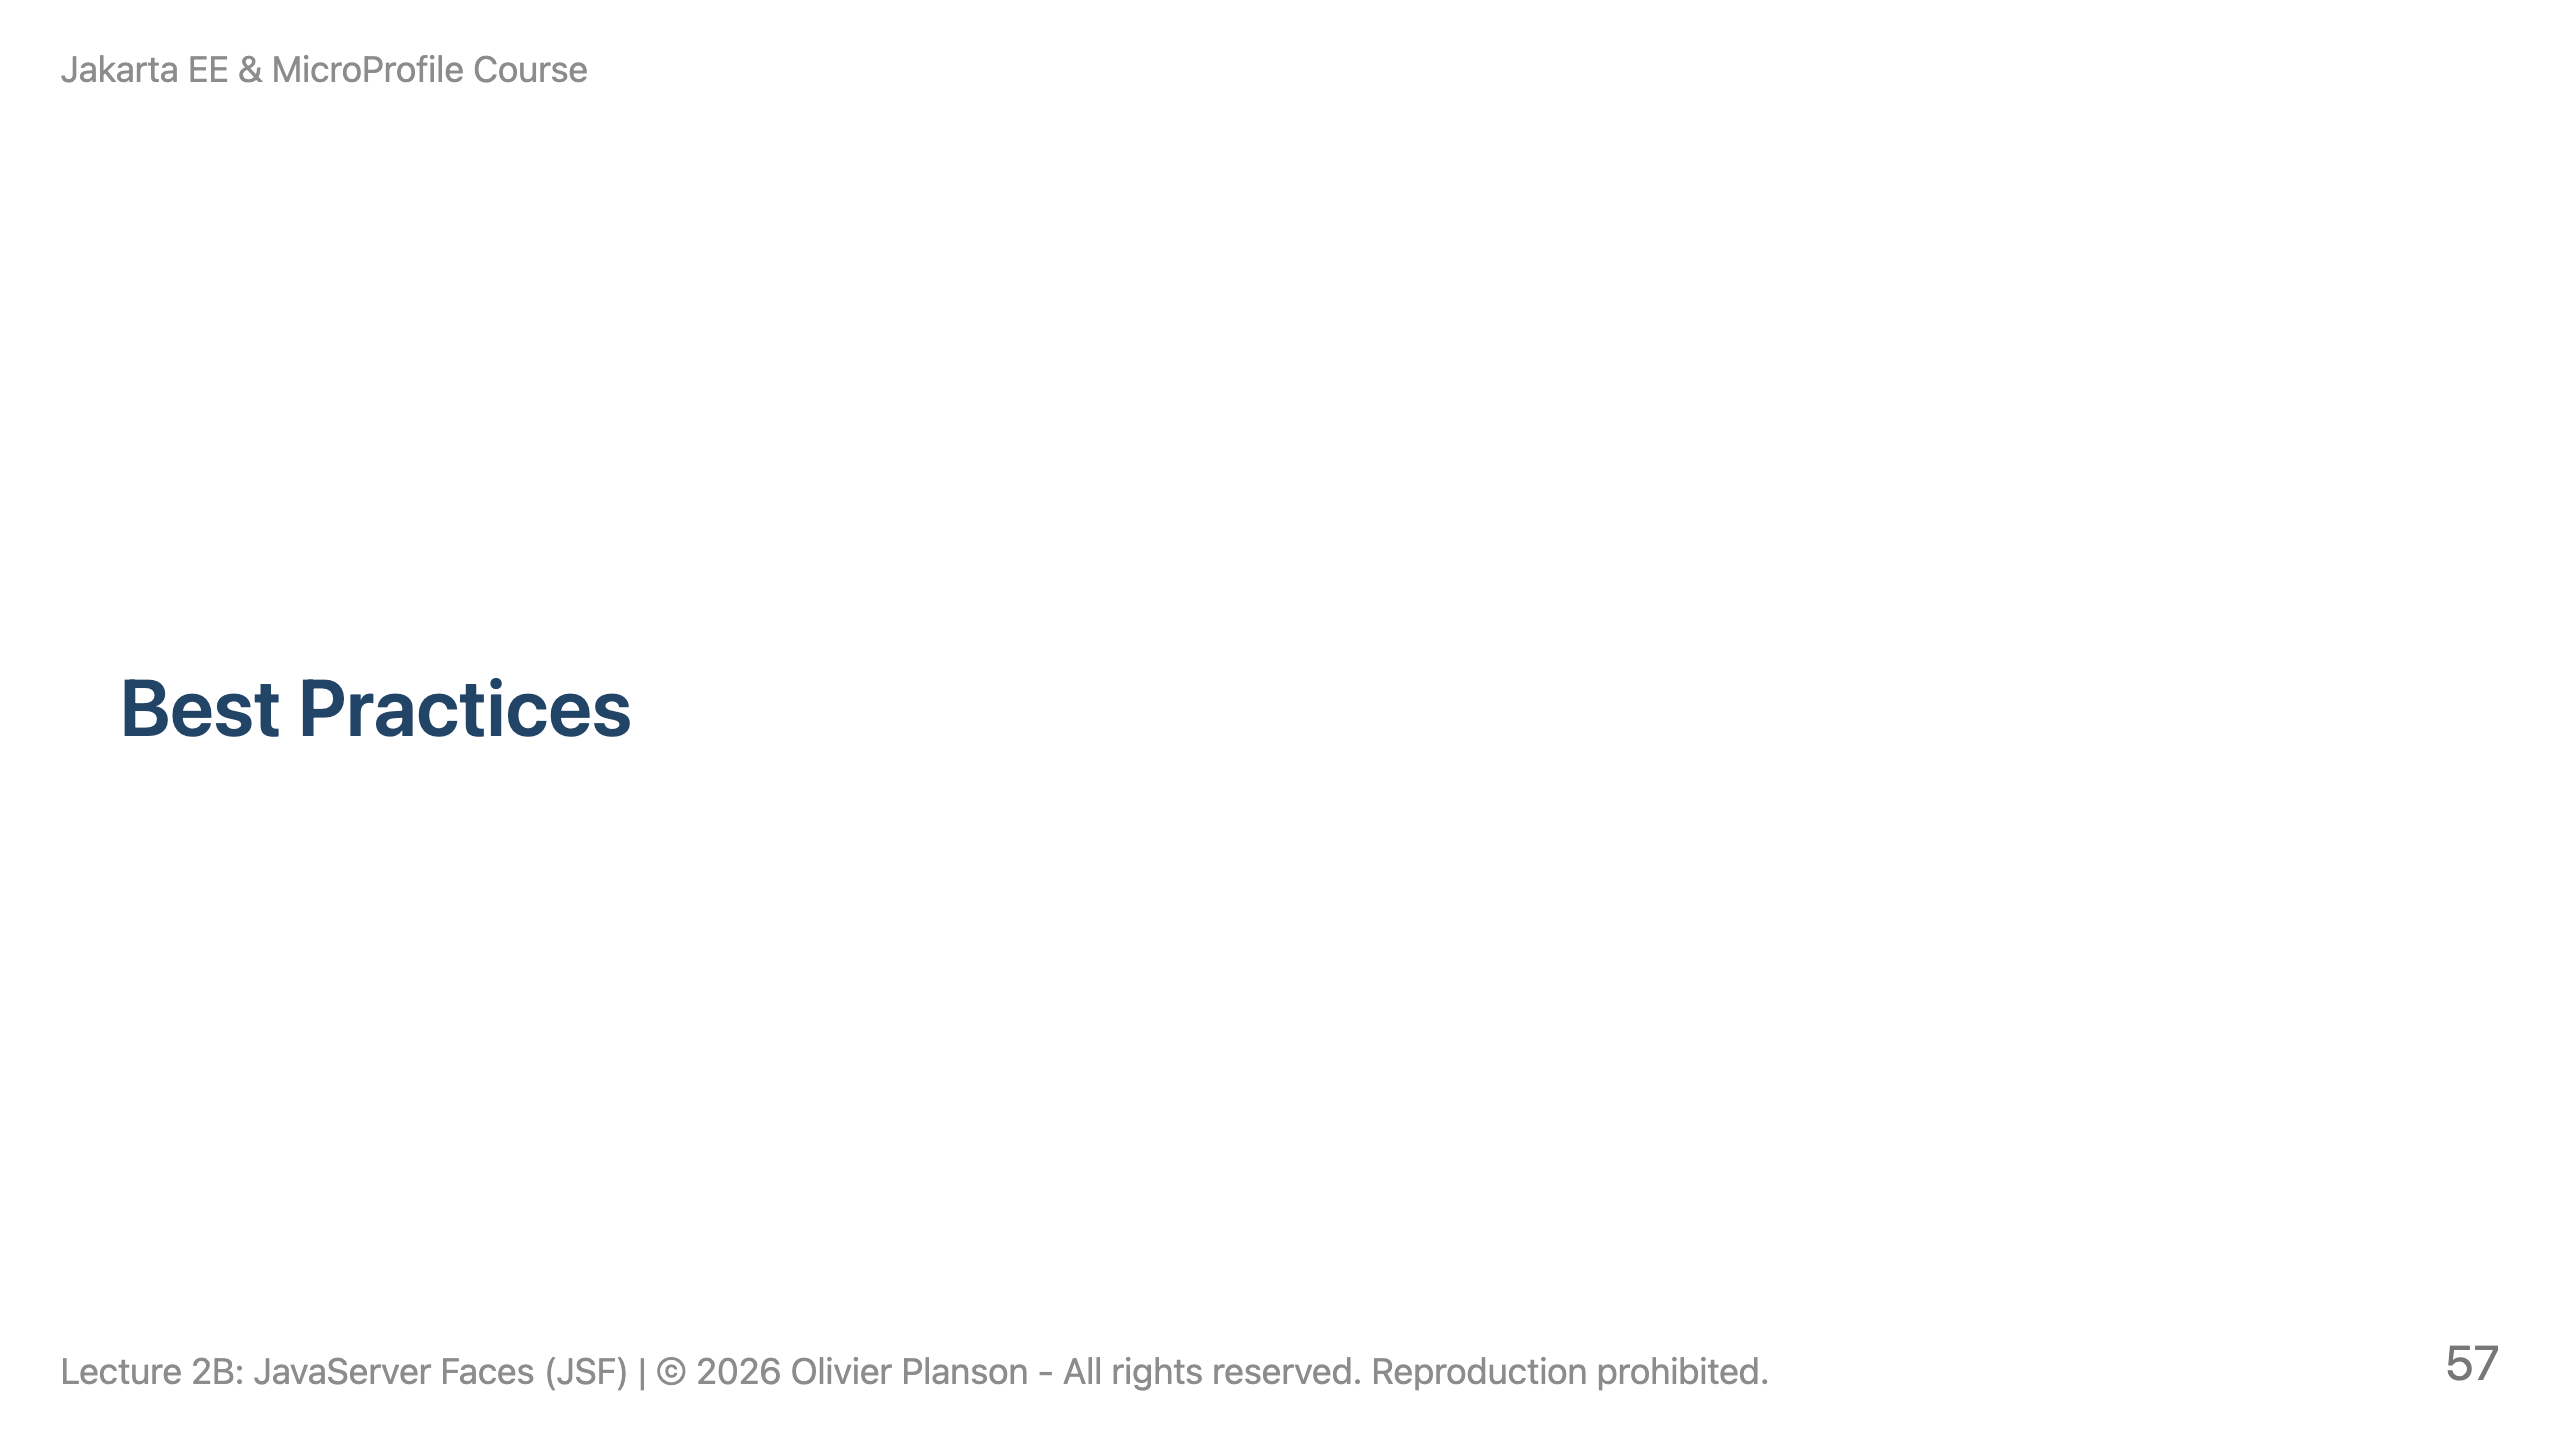 Jakarta EE & MicroProfile Course
Best Practices
Lecture 2B: JavaServer Faces (JSF) | © 2026 Olivier Planson - All rights reserved. Reproduction prohibited.
57